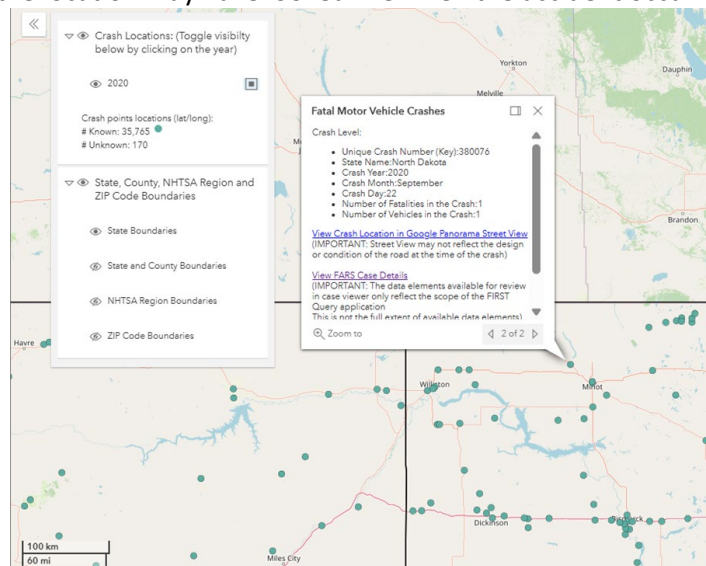 Crash Locations: (Toggle visibilty
below by clicking on the year)
2020
Crash points locations (lat/long):
# Known: 35,765
# Unknown: 170
State, County, NHTSA Region and
ZIP Code Boundaries
State Boundaries
State and County Boundaries
NHTSA Region Boundaries
ZIP Code Boundaries
Fatal Motor Vehicle Crashes
Crash Level:
• Unique Crash Number (Key):380076
• State Name:North Dakota
• Crash Year:2020
• Crash Month:September
• Crash Day:22
• Number of Fatalities in the Crash:1
• Number of Vehicles in the Crash:1
View Crash Location in Google Panorama Street View
(IMPORTANT: Street View may not reflect the design
or condition of the road at the time of the crash)
View FARS Case Details
(IMPORTANT: The data elements available for review
in case viewer only reflect the scope of the FIRST
Query application
This is not the full extent of available data elements)
Zoom to
2 of 2
Yorkton
Dauphin
Melville
Brandon
Havre
Williston
Minot
Dickinson
Bismarck
Miles City
100 km
60 mi